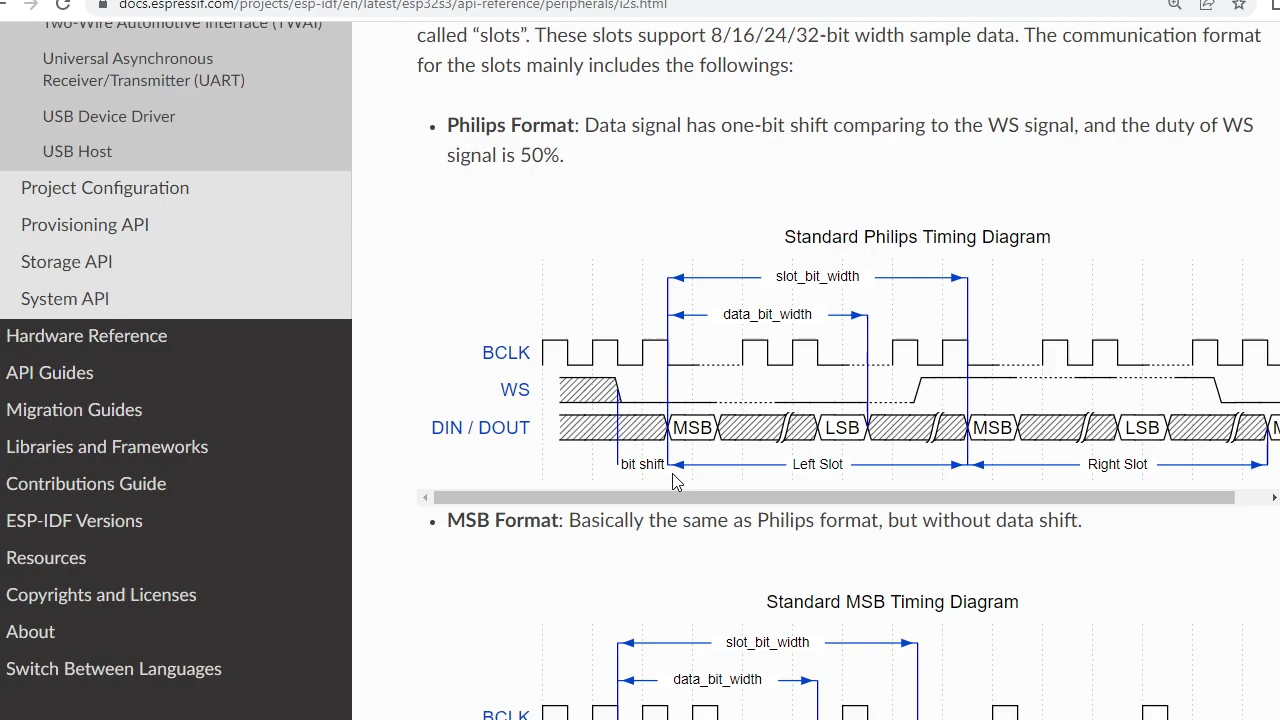 docs.espressif.com/projects/esp-idf/en/latest/esp32s3/api-reference/peripherals/i2s.html
Two-Wire Automotive Interface (TWAI)
Universal Asynchronous
Receiver/Transmitter (UART)
USB Device Driver
USB Host
Project Configuration
Provisioning API
Storage API
System API
Hardware Reference
API Guides
Migration Guides
Libraries and Frameworks
Contributions Guide
ESP-IDF Versions
Resources
Copyrights and Licenses
About
Switch Between Languages
called “slots”. These slots support 8/16/24/32-bit width sample data. The communication format
for the slots mainly includes the followings:
• Philips Format: Data signal has one-bit shift comparing to the WS signal, and the duty of WS
signal is 50%.
Standard Philips Timing Diagram
slot_bit_width
data_bit_width
BCLK
WS
DIN / DOUT MSB LSB MSB LSB M
bit shift Left Slot Right Slot
• MSB Format: Basically the same as Philips format, but without data shift.
Standard MSB Timing Diagram
slot_bit_width
data_bit_width
BCLK